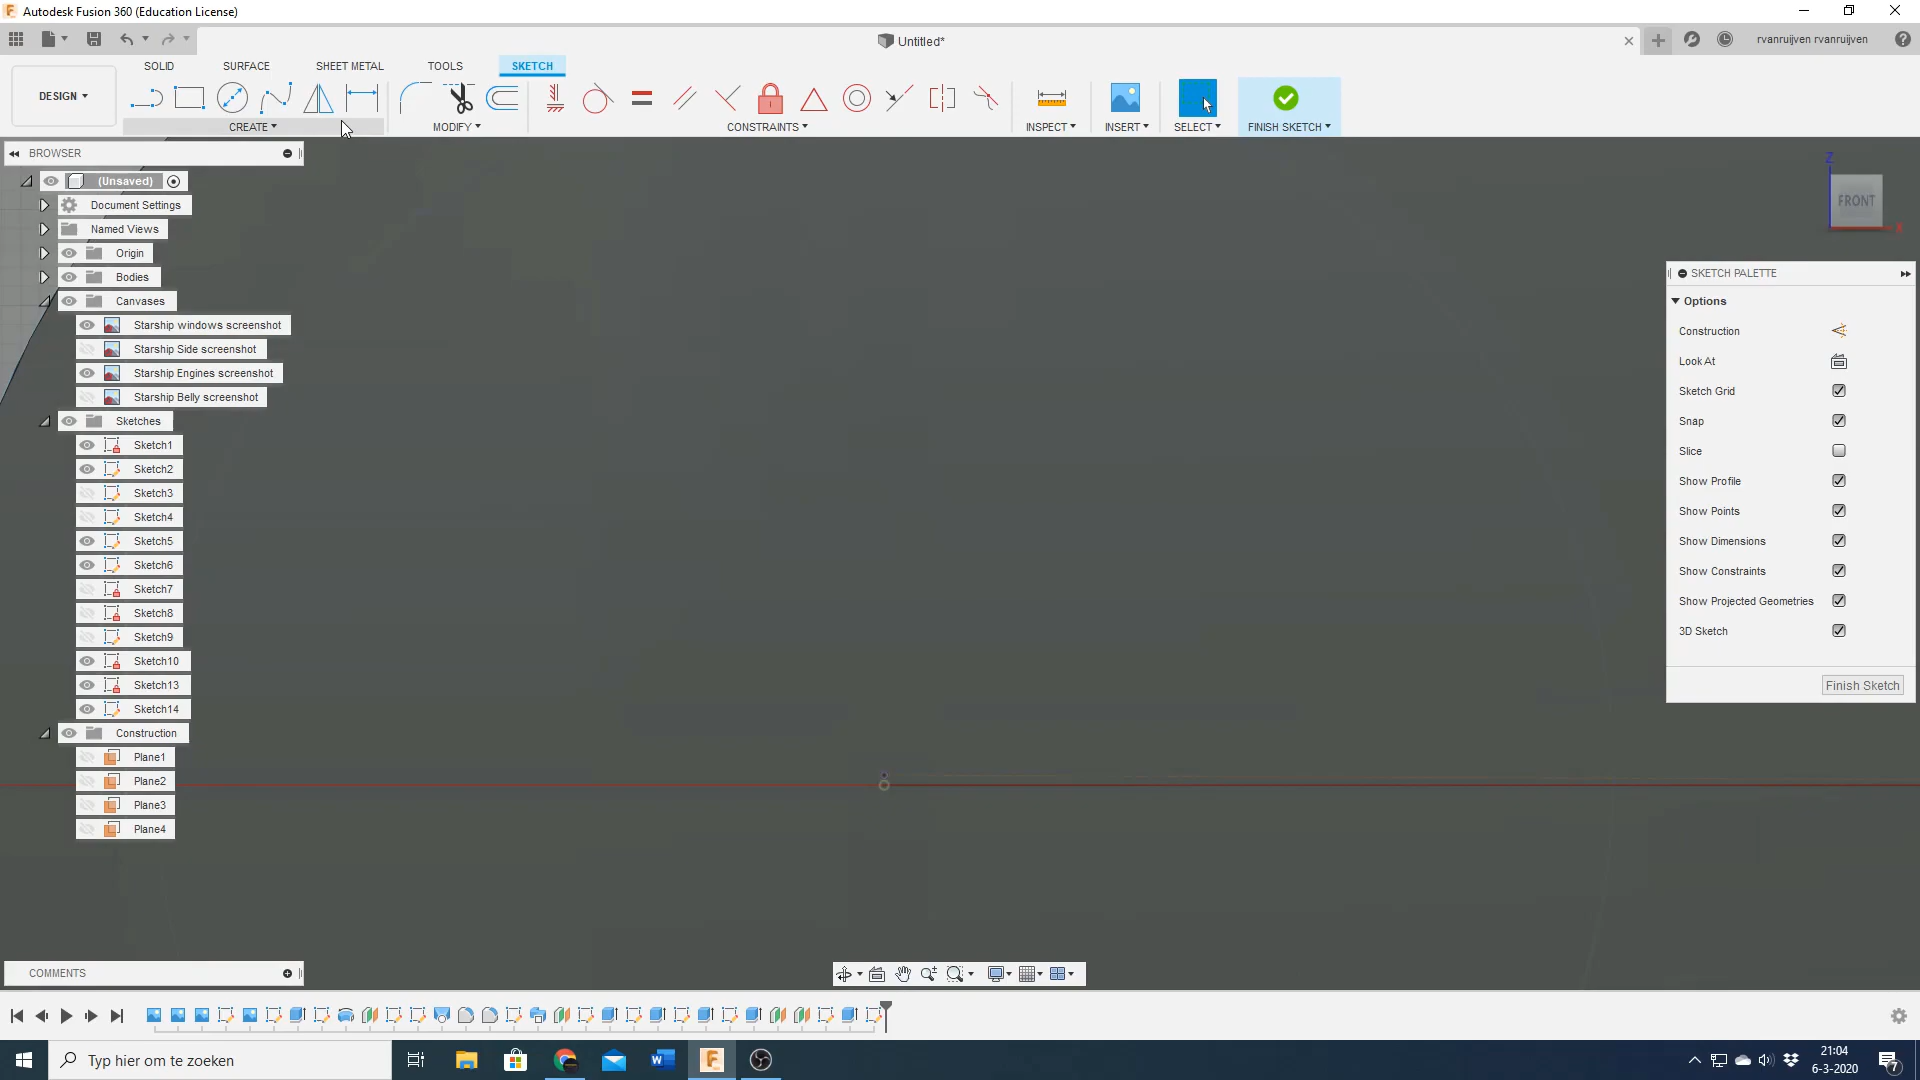 Autodesk Fusion 360 (Education License)
Untitled*
rvanruijven rvanruijven
SOLID SURFACE SHEET METAL TOOLS SKETCH
DESIGN
CREATE MODIFY CONSTRAINTS INSPECT INSERT SELECT FINISH SKETCH
BROWSER
(Unsaved)
Document Settings
Named Views
Origin
Bodies
Canvases
Starship windows screenshot
Starship Side screenshot
Starship Engines screenshot
Starship Belly screenshot
Sketches
Sketch1
Sketch2
Sketch3
Sketch4
Sketch5
Sketch6
Sketch7
Sketch8
Sketch9
Sketch10
Sketch13
Sketch14
Construction
Plane1
Plane2
Plane3
Plane4
Z
FRONT
X
SKETCH PALETTE
Options
Construction
Look At
Sketch Grid
Snap
Slice
Show Profile
Show Points
Show Dimensions
Show Constraints
Show Projected Geometries
3D Sketch
Finish Sketch
COMMENTS
Typ hier om te zoeken
21:04
6-3-2020
7